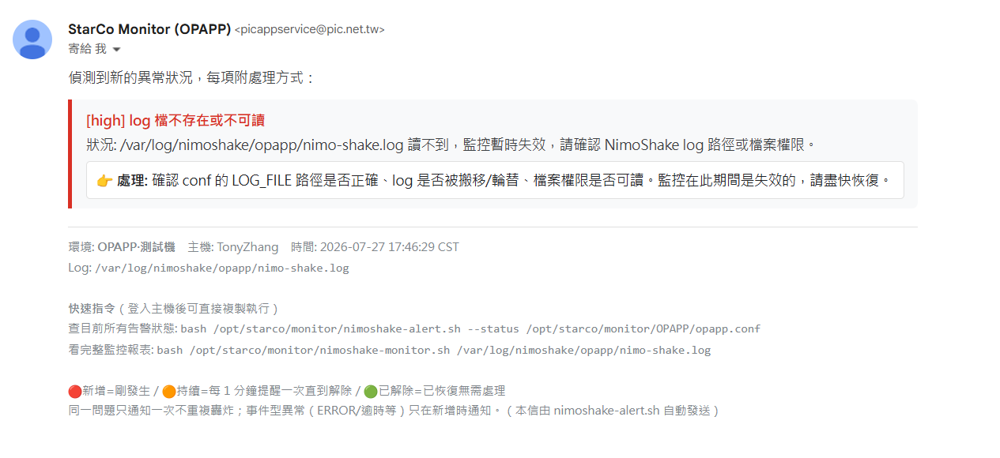 StarCo Monitor (OPAPP) <picappservice@pic.net.tw>
寄給 我
偵測到新的異常狀況，每項附處理方式：
[high] log 檔不存在或不可讀
狀況: /var/log/nimoshake/opapp/nimo-shake.log 讀不到，監控暫時失效，請確認 NimoShake log 路徑或檔案權限。
👉 處理: 確認 conf 的 LOG_FILE 路徑是否正確、log 是否被搬移/輪替、檔案權限是否可讀。監控在此期間是失效的，請盡快恢復。
環境: OPAPP·測試機 主機: TonyZhang 時間: 2026-07-27 17:46:29 CST
Log: /var/log/nimoshake/opapp/nimo-shake.log
快速指令（登入主機後可直接複製執行）
查目前所有告警狀態: bash /opt/starco/monitor/nimoshake-alert.sh --status /opt/starco/monitor/OPAPP/opapp.conf
看完整監控報表: bash /opt/starco/monitor/nimoshake-monitor.sh /var/log/nimoshake/opapp/nimo-shake.log
🔴新增=剛發生 / 🟠持續=每 1 分鐘提醒一次直到解除 / 🟢已解除=已恢復無需處理
同一問題只通知一次不重複轟炸；事件型異常（ERROR/逾時等）只在新增時通知。（本信由 nimoshake-alert.sh 自動發送）